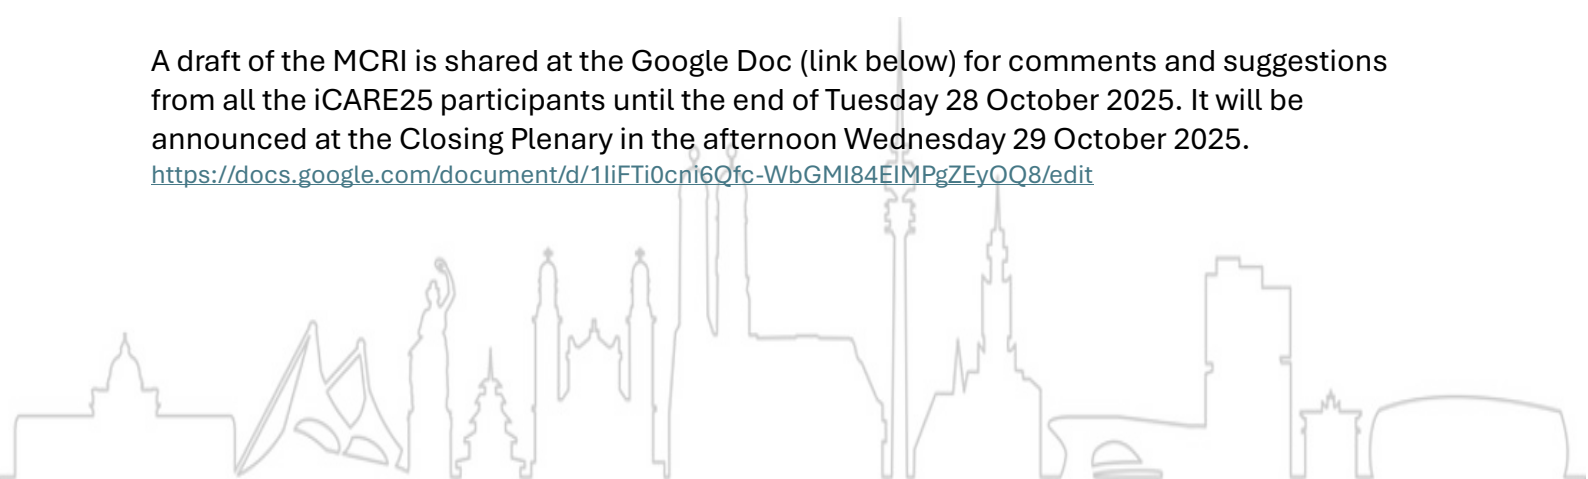 A draft of the MCRI is shared at the Google Doc (link below) for comments and suggestions
from all the iCARE25 participants until the end of Tuesday 28 October 2025. It will be
announced at the Closing Plenary in the afternoon Wednesday 29 October 2025.
https://docs.google.com/document/d/1IiFTi0cni6Qfc-WbGMI84EIMPgZEyOQ8/edit